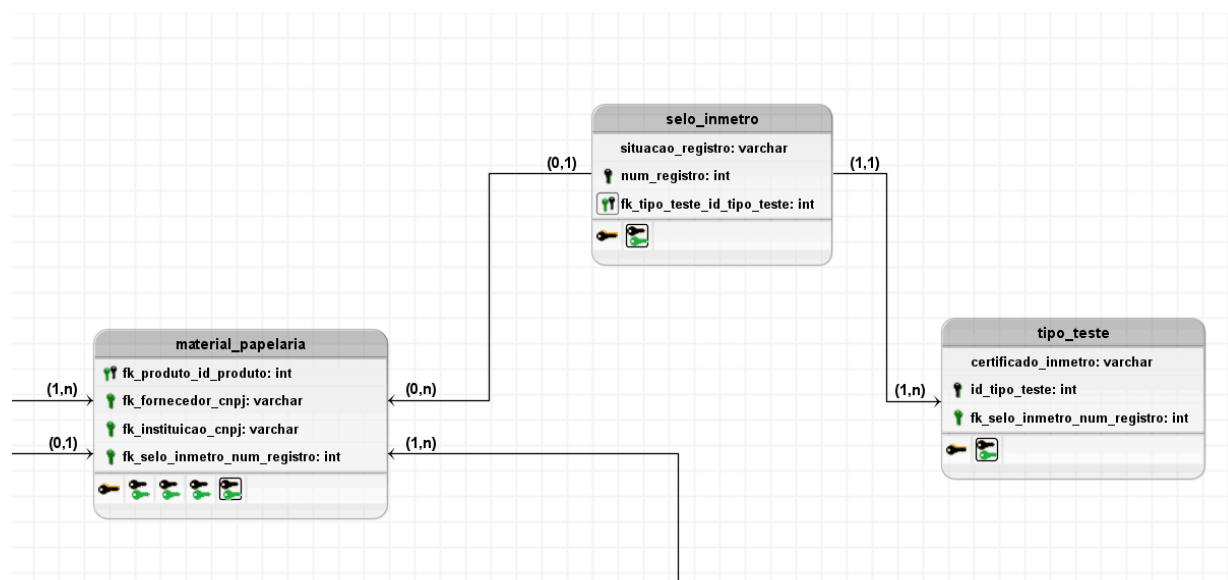 selo_inmetro
situacao_registro: varchar
(0,1)
(1,1)
num_registro: int
fk_tipo_teste_id_tipo_teste: int
tipo_teste
certificado_inmetro: varchar
(1,n)
id_tipo_teste: int
fk_selo_inmetro_num_registro: int
material_papelaria
fk_produto_id_produto: int
(1,n)
fk_fornecedor_cnpj: varchar
(0,n)
fk_instituicao_cnpj: varchar
(0,1)
fk_selo_inmetro_num_registro: int
(1,n)